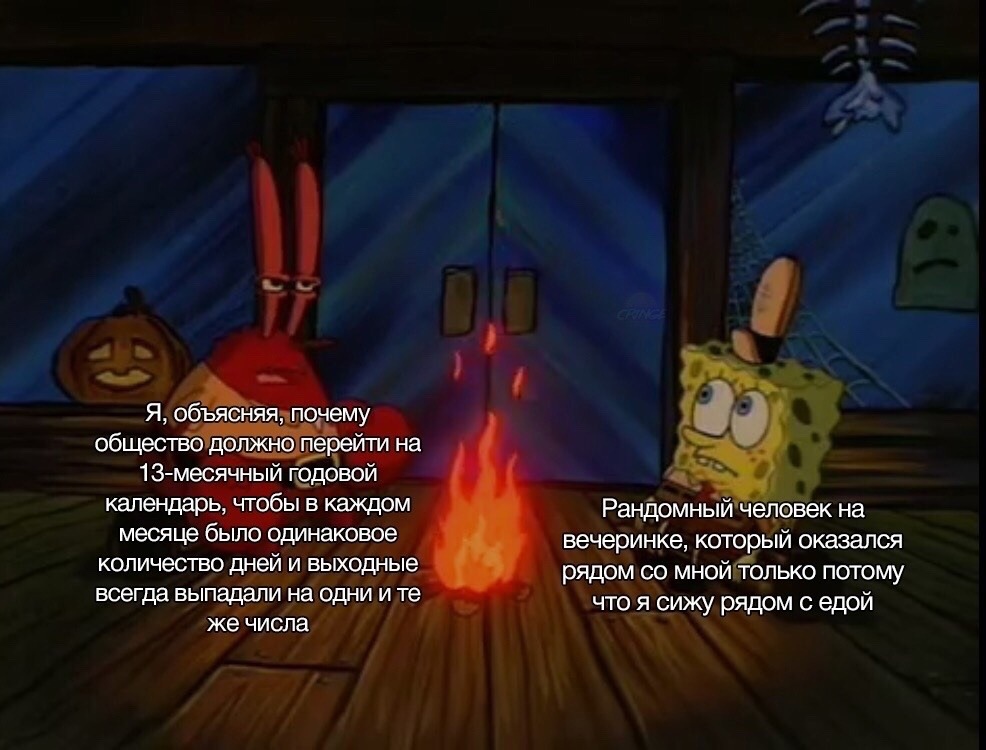 Я, объясняя, почему
общество должно перейти на
13-месячный годовой
календарь, чтобы в каждом
месяце было одинаковое
количество дней и выходные
всегда выпадали на одни и те
же числа
Рандомный человек на
вечеринке, который оказался
рядом со мной только потому
что я сижу рядом с едой